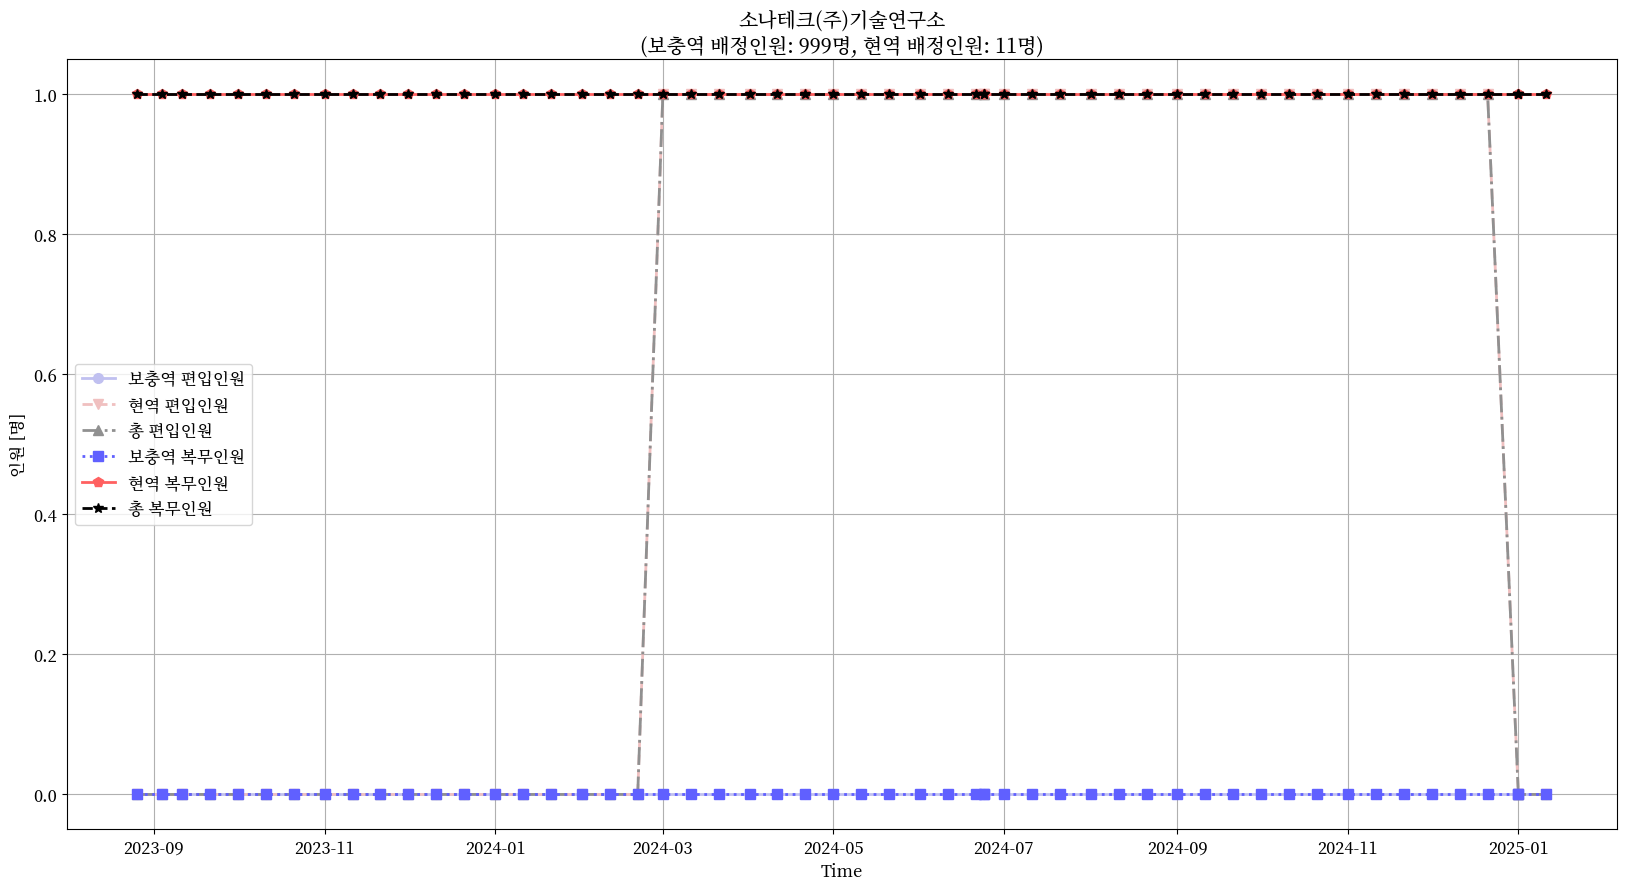 소나테크(주)기술연구소
(보충역 배정인원: 999명, 현역 배정인원: 11명)
인원 [명]
1.0
0.8
0.6
0.4
0.2
0.0
보충역 편입인원
현역 편입인원
총 편입인원
보충역 복무인원
현역 복무인원
총 복무인원
2023-09
2023-11
2024-01
2024-03
2024-05
2024-07
2024-09
2024-11
2025-01
Time